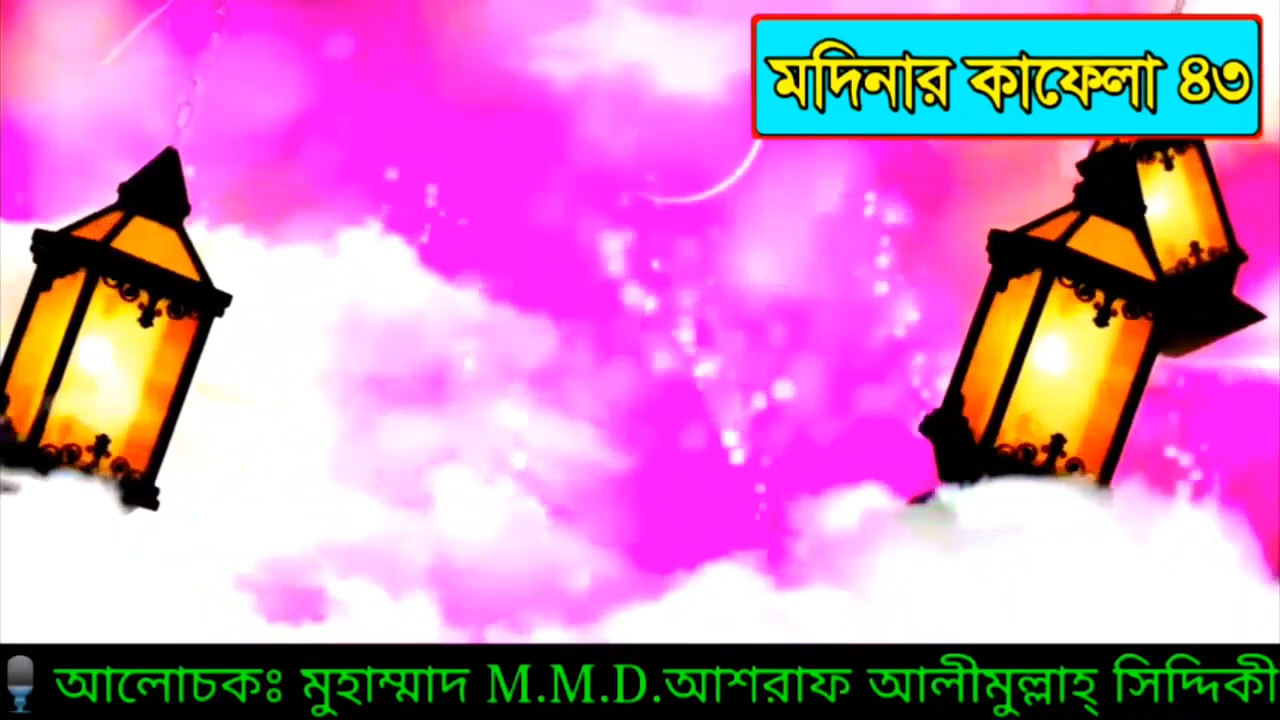 মদিনার কাফেলা ৪৩
আলোচকঃ মুহাম্মাদ M.M.D.আশরাফ আলীমুল্লাহ্ সিদ্দিকী